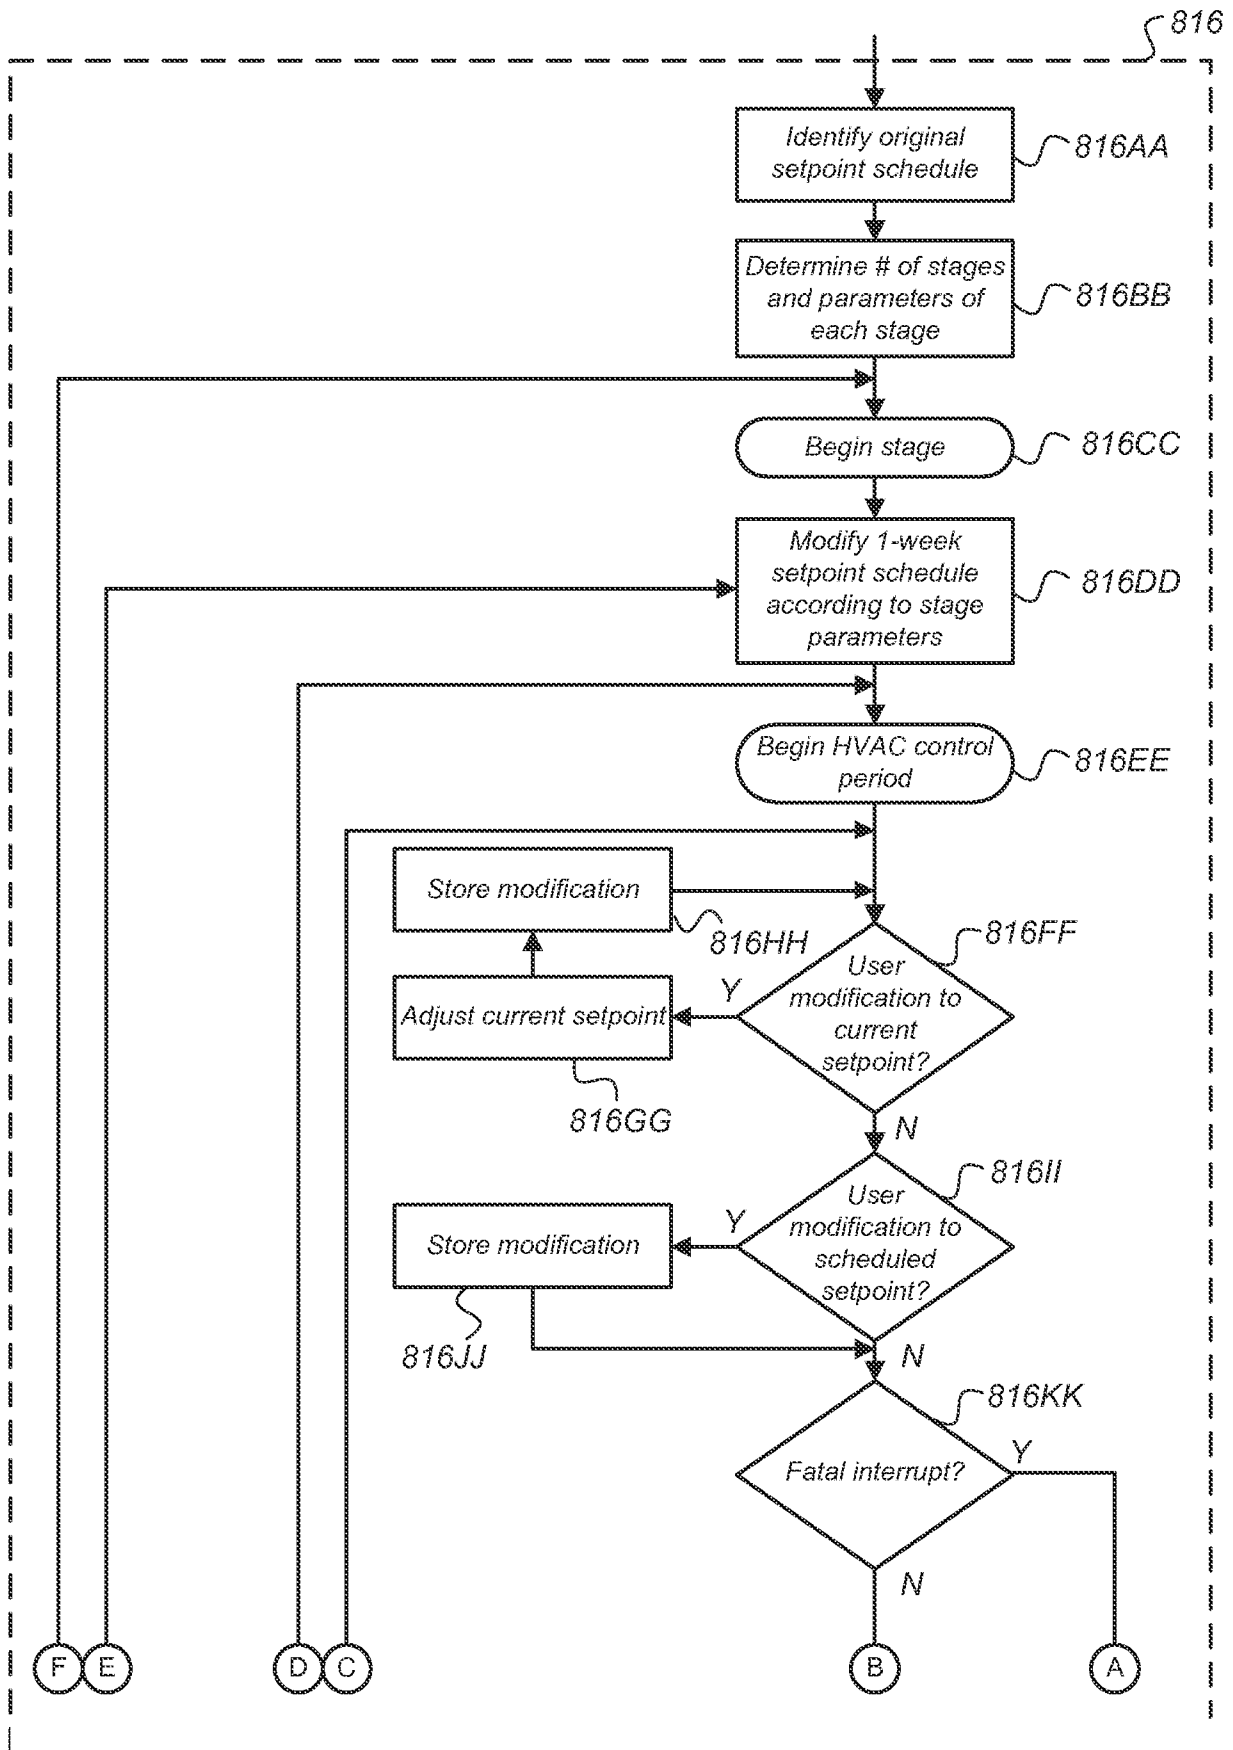 816
Identify original
setpoint schedule
816AA
Determine # of stages
and parameters of
each stage
816BB
Begin stage
816CC
Modify 1-week
setpoint schedule
according to stage
parameters
816DD
Begin HVAC control
period
816EE
Store modification
816HH
User
modification to
current
setpoint?
816FF
Y
Adjust current setpoint
816GG
N
User
modification to
scheduled
setpoint?
816II
Y
Store modification
816JJ
N
Fatal interrupt?
816KK
Y
N
F
E
D
C
B
A